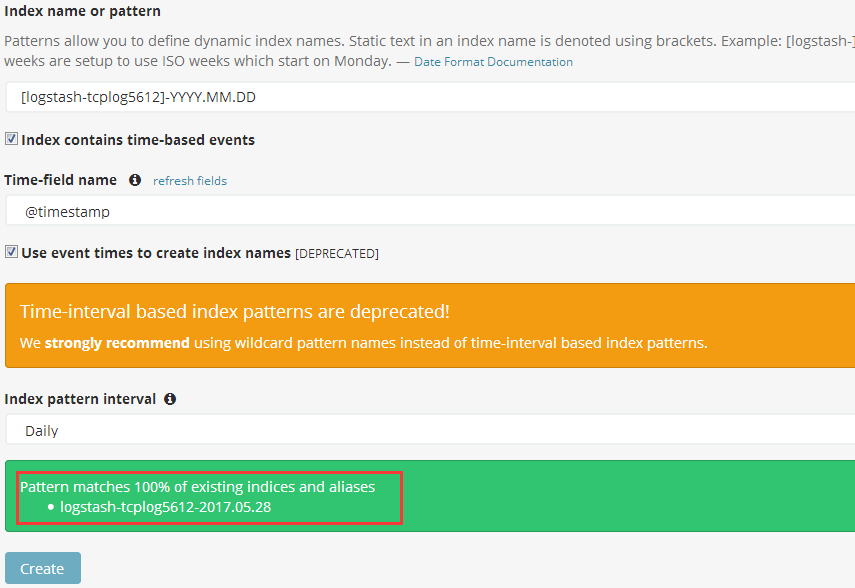 Index name or pattern
Patterns allow you to define dynamic index names. Static text in an index name is denoted using brackets. Example: [logstash-]
weeks are setup to use ISO weeks which start on Monday. — Date Format Documentation
[logstash-tcplog5612]-YYYY.MM.DD
Index contains time-based events
Time-field name refresh fields
@timestamp
Use event times to create index names [DEPRECATED]
Time-interval based index patterns are deprecated!
We strongly recommend using wildcard pattern names instead of time-interval based index patterns.
Index pattern interval
Daily
Pattern matches 100% of existing indices and aliases
• logstash-tcplog5612-2017.05.28
Create